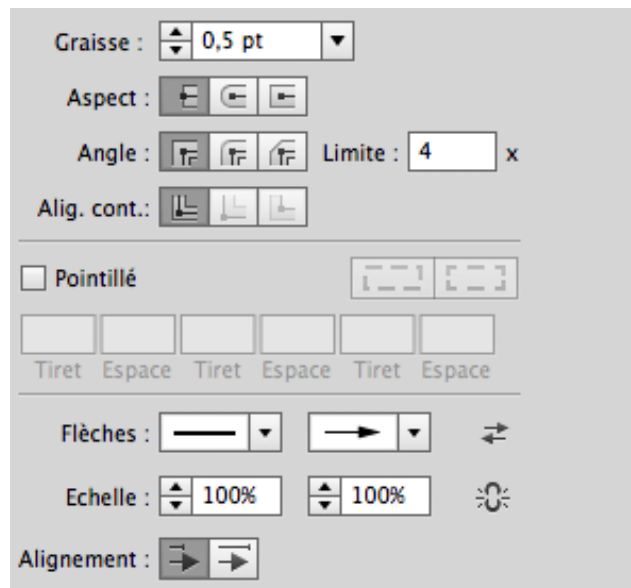 Graisse : 0,5 pt
Aspect :
Angle : Limite : 4 x
Alig. cont.:
Pointillé
Tiret Espace Tiret Espace Tiret Espace
Flèches :
Echelle : 100% 100%
Alignement :